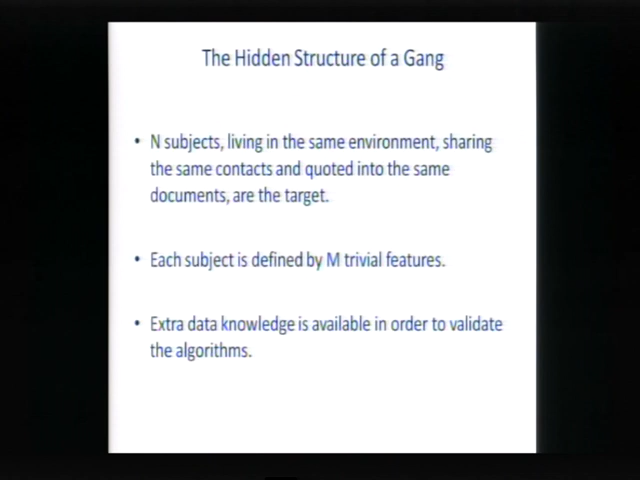 The Hidden Structure of a Gang
• N subjects, living in the same environment, sharing
the same contacts and quoted into the same
documents, are the target.
• Each subject is defined by M trivial features.
• Extra data knowledge is available in order to validate
the algorithms.